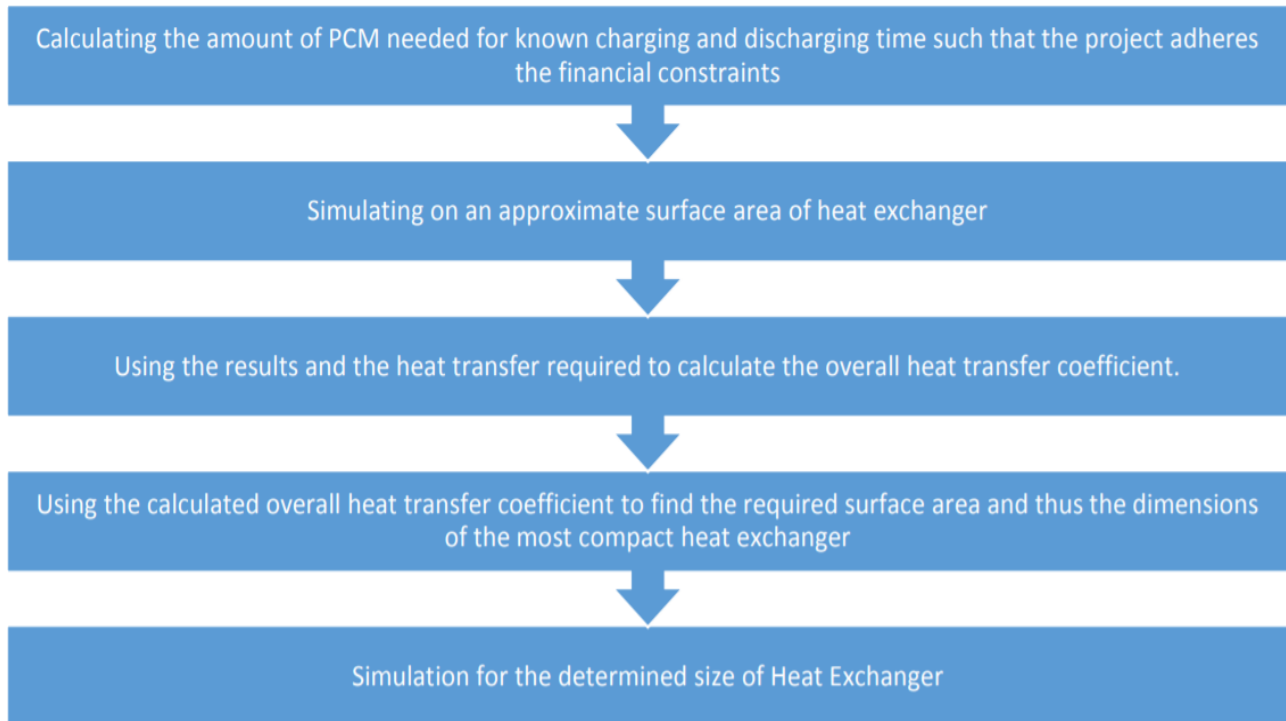 Calculating the amount of PCM needed for known charging and discharging time such that the project adheres
the financial constraints
Simulating on an approximate surface area of heat exchanger
Using the results and the heat transfer required to calculate the overall heat transfer coefficient.
Using the calculated overall heat transfer coefficient to find the required surface area and thus the dimensions
of the most compact heat exchanger
Simulation for the determined size of Heat Exchanger